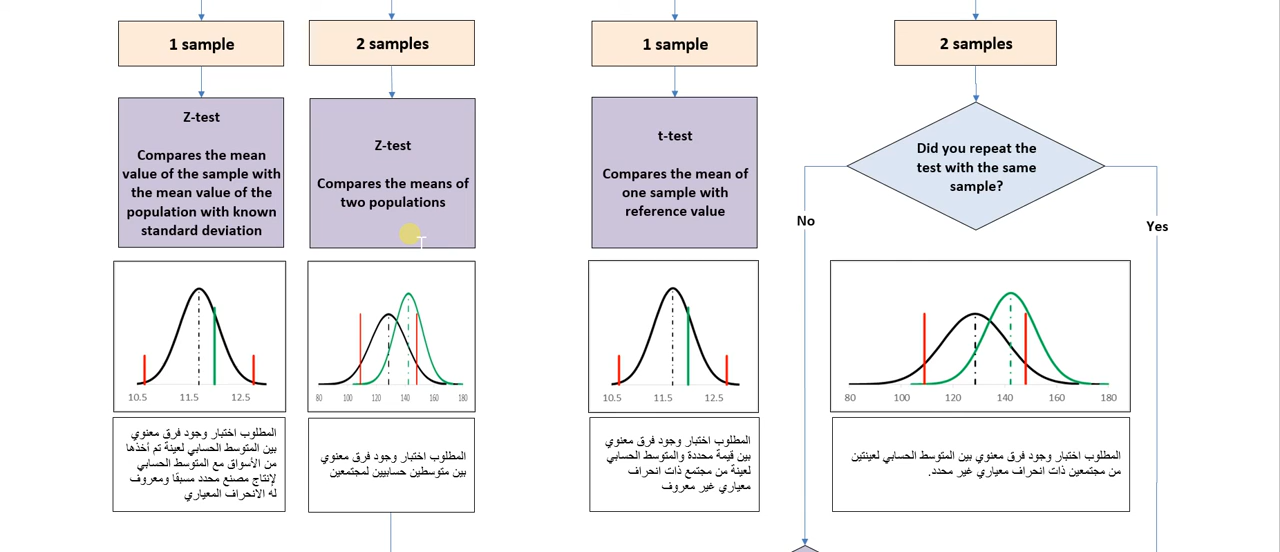 1 sample
2 samples
1 sample
2 samples
Z-test
Compares the mean
value of the sample with
the mean value of the
population with known
standard deviation
Z-test
Compares the means of
two populations
t-test
Compares the mean of
one sample with
reference value
Did you repeat the
test with the same
sample?
No
Yes
10.5 11.5 12.5
80 100 120 140 160 180
10.5 11.5 12.5
80 100 120 140 160 180
المطلوب اختبار وجود فرق معنوي
بين المتوسط الحسابي لعينة تم أخذها
من الأسواق مع المتوسط الحسابي
لإنتاج مصنع محدد مسبقا ومعروف
له الانحراف المعياري
المطلوب اختبار وجود فرق معنوي
بين متوسطين حسابيين لمجتمعين
المطلوب اختبار وجود فرق معنوي
بين قيمة محددة والمتوسط الحسابي
لعينة من مجتمع ذات انحراف
معياري غير معروف
المطلوب اختبار وجود فرق معنوي بين المتوسط الحسابي لعينتين
من مجتمعين ذات انحراف معياري غير محدد.